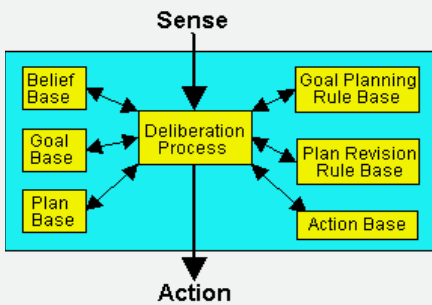 Sense
Belief
Base
Goal
Base
Plan
Base
Deliberation
Process
Goal Planning
Rule Base
Plan Revision
Rule Base
Action Base
Action